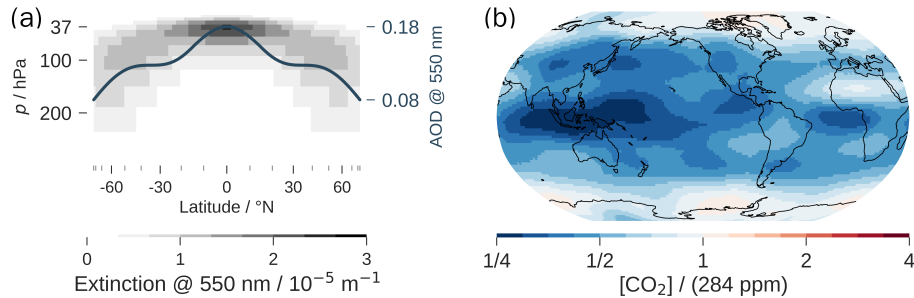 (a)
37
100
200
p / hPa
0.18
0.08
AOD @ 550 nm
-60 -30 0 30 60
Latitude / °N
0 1 2 3
Extinction @ 550 nm / 10⁻⁵ m⁻¹
(b)
1/4 1/2 1 2 4
[CO₂] / (284 ppm)